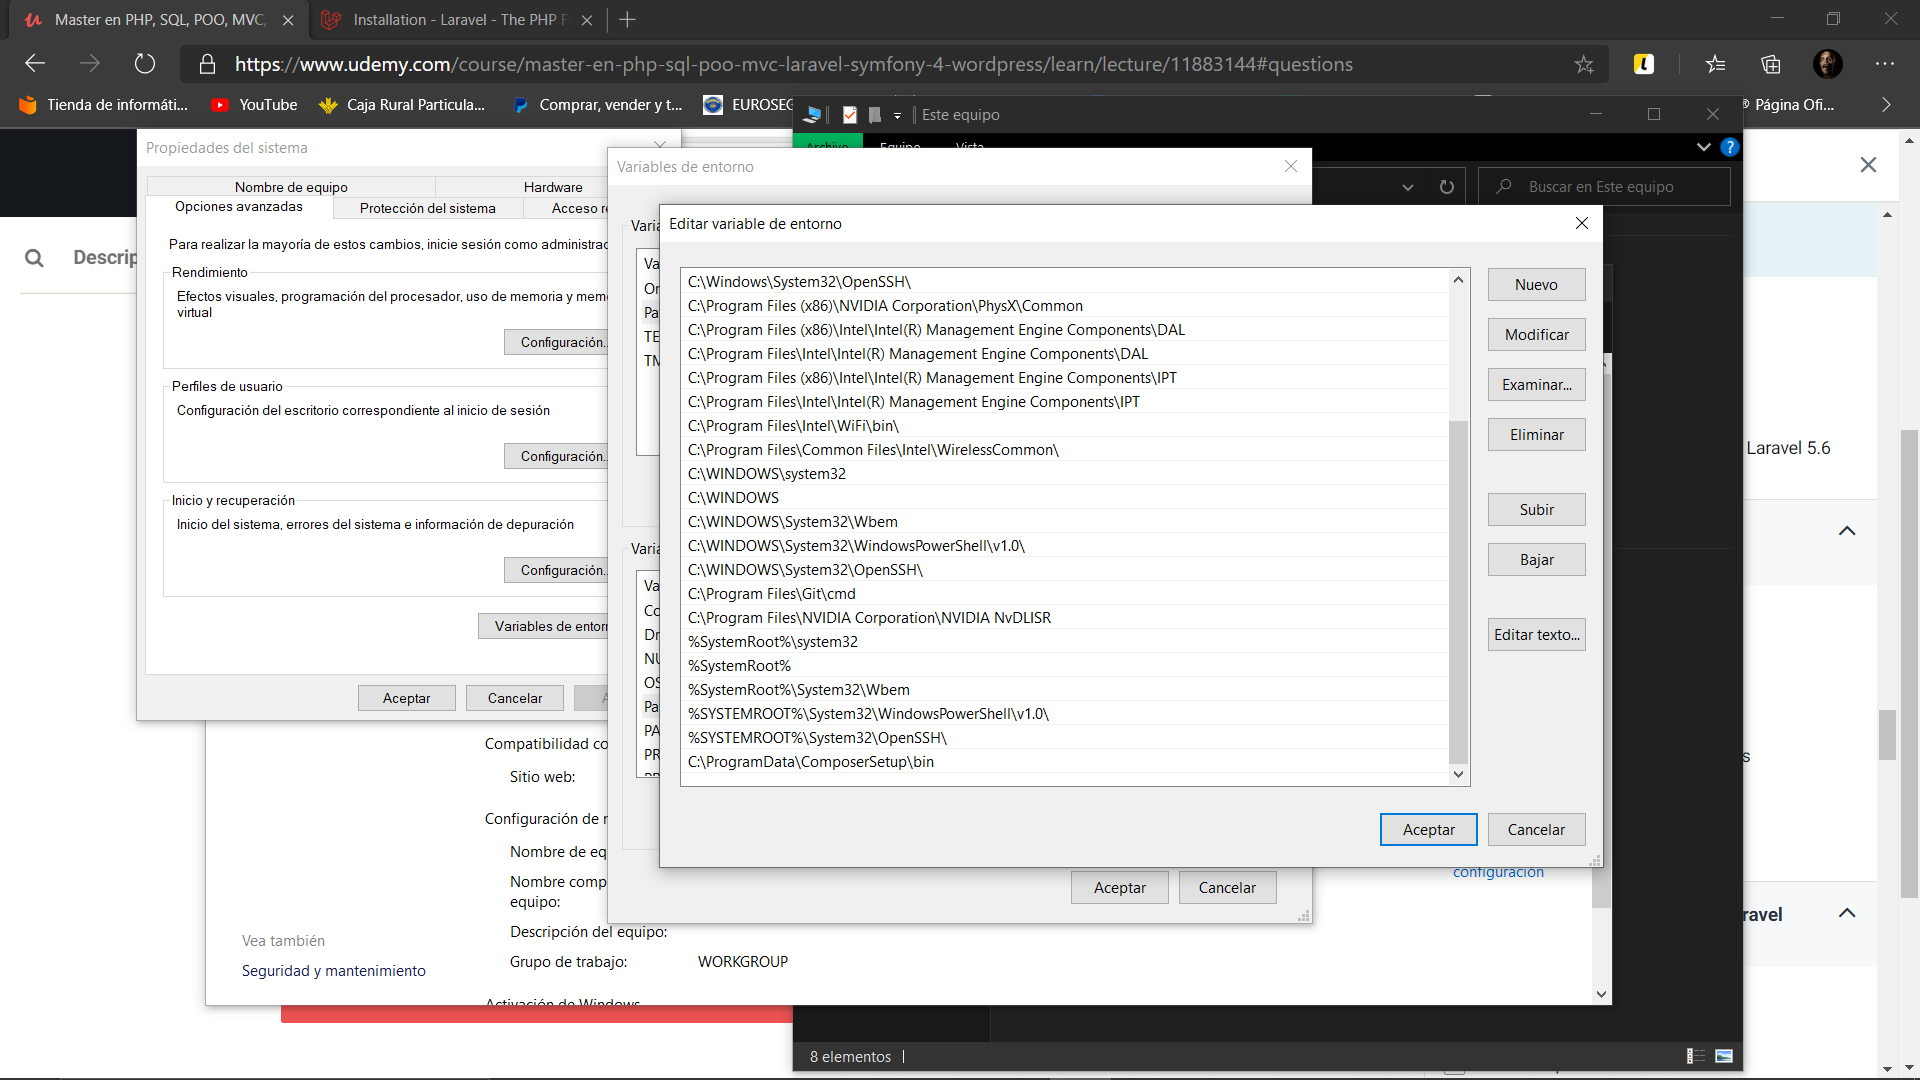 Master en PHP, SQL, POO, MVC,
Installation - Laravel - The PHP F
https://www.udemy.com/course/master-en-php-sql-poo-mvc-laravel-symfony-4-wordpress/learn/lecture/11883144#questions
Tienda de informáti...
YouTube
Caja Rural Particula...
Comprar, vender y t...
EUROSEG
Página Ofi...
Este equipo
Archivo
Equipo
Vista
Buscar en Este equipo
Propiedades del sistema
Nombre de equipo
Hardware
Opciones avanzadas
Protección del sistema
Acceso re
Para realizar la mayoría de estos cambios, inicie sesión como administrad
Rendimiento
Efectos visuales, programación del procesador, uso de memoria y mem
virtual
Configuración.
Perfiles de usuario
Configuración del escritorio correspondiente al inicio de sesión
Configuración.
Inicio y recuperación
Inicio del sistema, errores del sistema e información de depuración
Configuración.
Variables de entorn
Aceptar
Cancelar
A
Descrip
Variables de entorno
Varia
Va
On
Pa
TE
TM
Varia
Va
Co
Dr
NU
OS
Pa
PA
PR
Aceptar
Cancelar
Editar variable de entorno
C:\Windows\System32\OpenSSH\
C:\Program Files (x86)\NVIDIA Corporation\PhysX\Common
C:\Program Files (x86)\Intel\Intel(R) Management Engine Components\DAL
C:\Program Files\Intel\Intel(R) Management Engine Components\DAL
C:\Program Files (x86)\Intel\Intel(R) Management Engine Components\IPT
C:\Program Files\Intel\Intel(R) Management Engine Components\IPT
C:\Program Files\Intel\WiFi\bin\
C:\Program Files\Common Files\Intel\WirelessCommon\
C:\WINDOWS\system32
C:\WINDOWS
C:\WINDOWS\System32\Wbem
C:\WINDOWS\System32\WindowsPowerShell\v1.0\
C:\WINDOWS\System32\OpenSSH\
C:\Program Files\Git\cmd
C:\Program Files\NVIDIA Corporation\NVIDIA NvDLISR
%SystemRoot%\system32
%SystemRoot%
%SystemRoot%\System32\Wbem
%SYSTEMROOT%\System32\WindowsPowerShell\v1.0\
%SYSTEMROOT%\System32\OpenSSH\
C:\ProgramData\ComposerSetup\bin
Nuevo
Modificar
Examinar...
Eliminar
Subir
Bajar
Editar texto...
Aceptar
Cancelar
Laravel 5.6
s
ravel
Compatibilidad co
Sitio web:
Configuración de n
Nombre de eq
Nombre comp
equipo:
Descripción del equipo:
Grupo de trabajo:
WORKGROUP
Activación de Windows
configuración
Vea también
Seguridad y mantenimiento
8 elementos